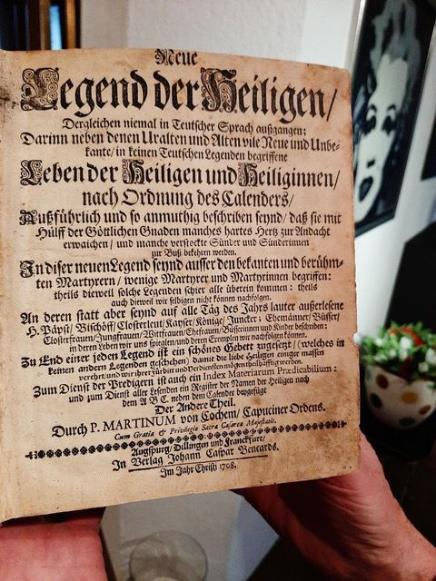 Neue
Legend der Heiligen/
Dergleichen niemal in Teutscher Sprach außgangen:
Darinn neben denen Uralten und Alten vile Neue und Unbe-
kante/ in keinen Teutschen Legenden begriffene
Leben der Heiligen und Heiliginnen/
nach Ordnung des Calenders/
Außführlich und so anmuthig beschriben seynd/ daß sie mit
Hülff der Göttlichen Gnaden manches hartes Hertz zur Andacht
erwaichen/ und manche versteckte Sünder und Sünderinnen
zur Buß bekehren werden.
In diser neuen Legend seynd ausser den bekanten und berühm-
ten Martyrern/ wenige Martyrer und Martyrinnen begriffen:
theils dieweil solche Legenden schier alle überein kommen: theils
auch dieweil wir selbigen nicht können nachfolgen.
An deren statt aber seynd auf alle Täg des Jahrs lauter außerlesene
H. Päpst/ Bischöff/ Closterleut/ Kayser/ Könige/ Juncker/ Ehemänner/ Büsser/
Closterfrauen/ Jungfrauen/ Wittfrauen/ Ehefrauen/ Büsserinnen und Kinder beschriben:
in deren Leben wir uns spieglen/ und deren Exemplen wir nachfolgen können.
Zu End einer jeden Legend ist ein schönes Gebett zugesetzt/ (welches in
keinen andern Legenden geschehen/) damit die liebe Heiligen einiger massen
verehret und wir ihrer Fürbitt und Verdiensten mögen theilhafftig werden.
Zum Dienst der Predigern ist auch ein Index Materiarum Prædicabilium:
und zum Dienst aller Lesenden ein Register der Namen der Heiligen nach
dem A B C. neben dem Calender beygefügt
Der Andere Theil.
Durch P. MARTINUM von Cochem/ Capuciner Ordens.
Cum Gratia & Privilegio Sacræ Cæsareæ Majestatis.
Augspurg/ Dillingen und Franckfurt/
In Verlag Johann Caspar Bencards.
Im Jahr Christi 1708.